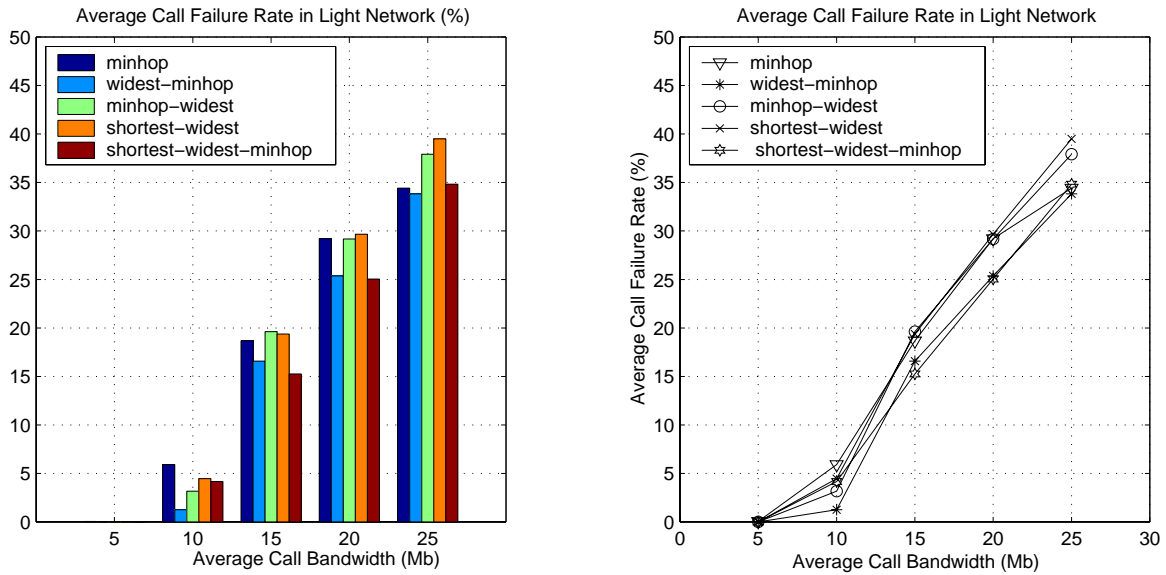 Average Call Failure Rate in Light Network (%)
50
45
40
35
30
25
20
15
10
5
0
minhop
widest−minhop
minhop−widest
shortest−widest
shortest−widest−minhop
5
10
15
20
25
Average Call Bandwidth (Mb)
Average Call Failure Rate in Light Network
Average Call Failure Rate (%)
50
45
40
35
30
25
20
15
10
5
0
minhop
widest−minhop
minhop−widest
shortest−widest
shortest−widest−minhop
0
5
10
15
20
25
30
Average Call Bandwidth (Mb)